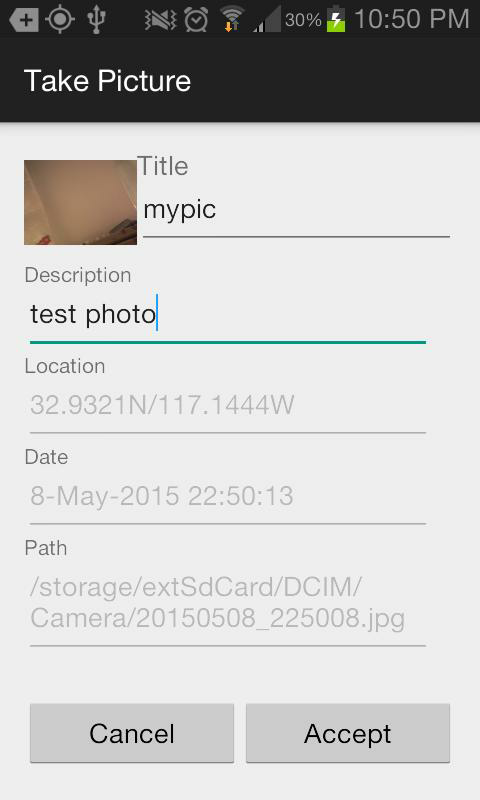 30% 10:50 PM
Take Picture
Title
mypic
Description
test photo
Location
32.9321N/117.1444W
Date
8-May-2015 22:50:13
Path
/storage/extSdCard/DCIM/
Camera/20150508_225008.jpg
Cancel Accept